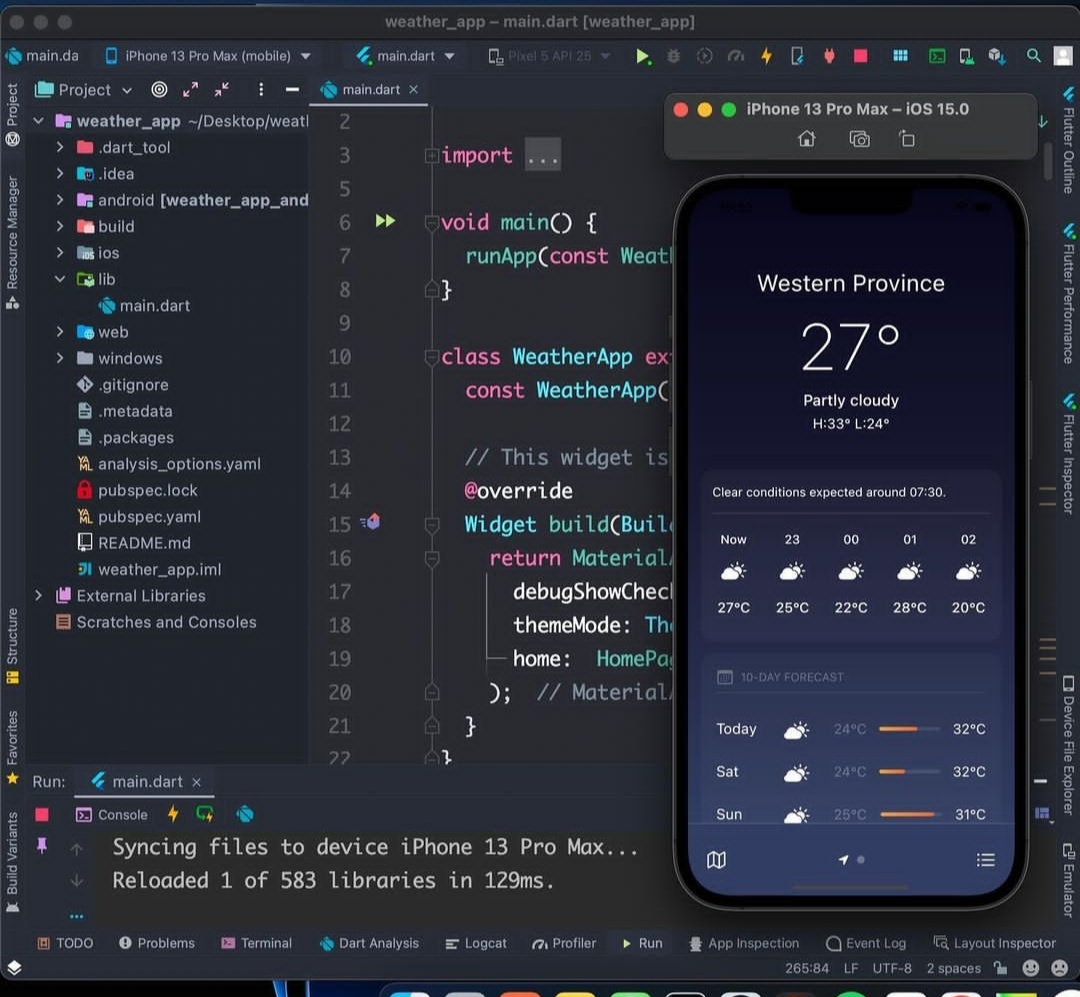 weather_app – main.dart [weather_app]
main.da
iPhone 13 Pro Max (mobile)
main.dart
Pixel 5 API 25
Project
main.dart
Project
Resource Manager
Structure
Favorites
Build Variants
weather_app ~/Desktop/weat
.dart_tool
.idea
android [weather_app_and
build
ios
lib
main.dart
web
windows
.gitignore
.metadata
.packages
analysis_options.yaml
pubspec.lock
pubspec.yaml
README.md
weather_app.iml
External Libraries
Scratches and Consoles
2
3 import ...
5
6 void main() {
7 runApp(const Weat
8 }
9
10 class WeatherApp ex
11 const WeatherApp(
12
13 // This widget is
14 @override
15 Widget build(Buil
16 return Material
17 debugShowChec
18 themeMode: Th
19 home: HomePa
20 ); // Material
21 }
22 }
iPhone 13 Pro Max – iOS 15.0
Western Province
27°
Partly cloudy
H:33° L:24°
Clear conditions expected around 07:30.
Now 23 00 01 02
27°C 25°C 22°C 28°C 20°C
10-DAY FORECAST
Today 24°C 32°C
Sat 24°C 32°C
Sun 25°C 31°C
Flutter Outline
Flutter Performance
Flutter Inspector
Device File Explorer
Emulator
Run: main.dart
Console
Syncing files to device iPhone 13 Pro Max...
Reloaded 1 of 583 libraries in 129ms.
TODO Problems Terminal Dart Analysis Logcat Profiler Run App Inspection Event Log Layout Inspector
265:84 LF UTF-8 2 spaces